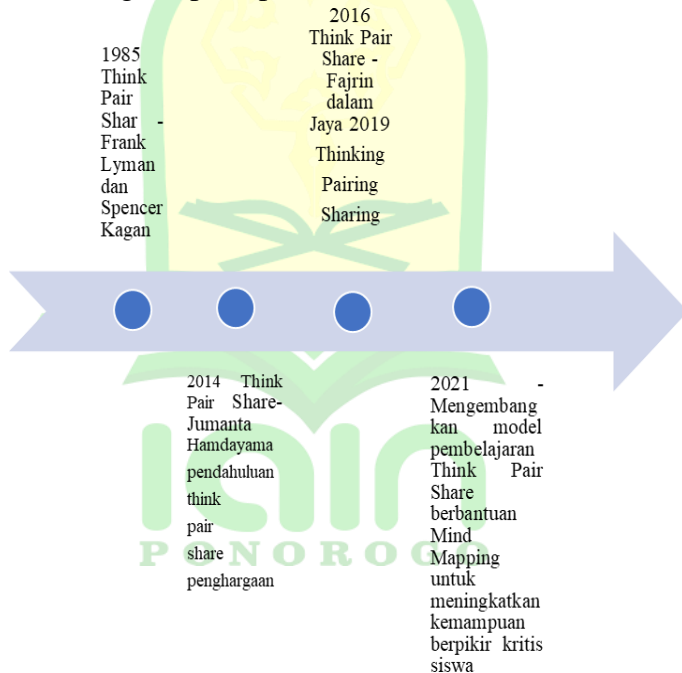 1985
Think
Pair
Shar -
Frank
Lyman
dan
Spencer
Kagan
2016
Think Pair
Share -
Fajrin
dalam
Jaya 2019
Thinking
Pairing
Sharing
2014 Think
Pair Share-
Jumanta
Hamdayama
pendahuluan
think
pair
share
penghargaan
2021 -
Mengembang
kan model
pembelajaran
Think Pair
Share
berbantuan
Mind
Mapping
untuk
meningkatkan
kemampuan
berpikir kritis
siswa
iain
PONOROGO